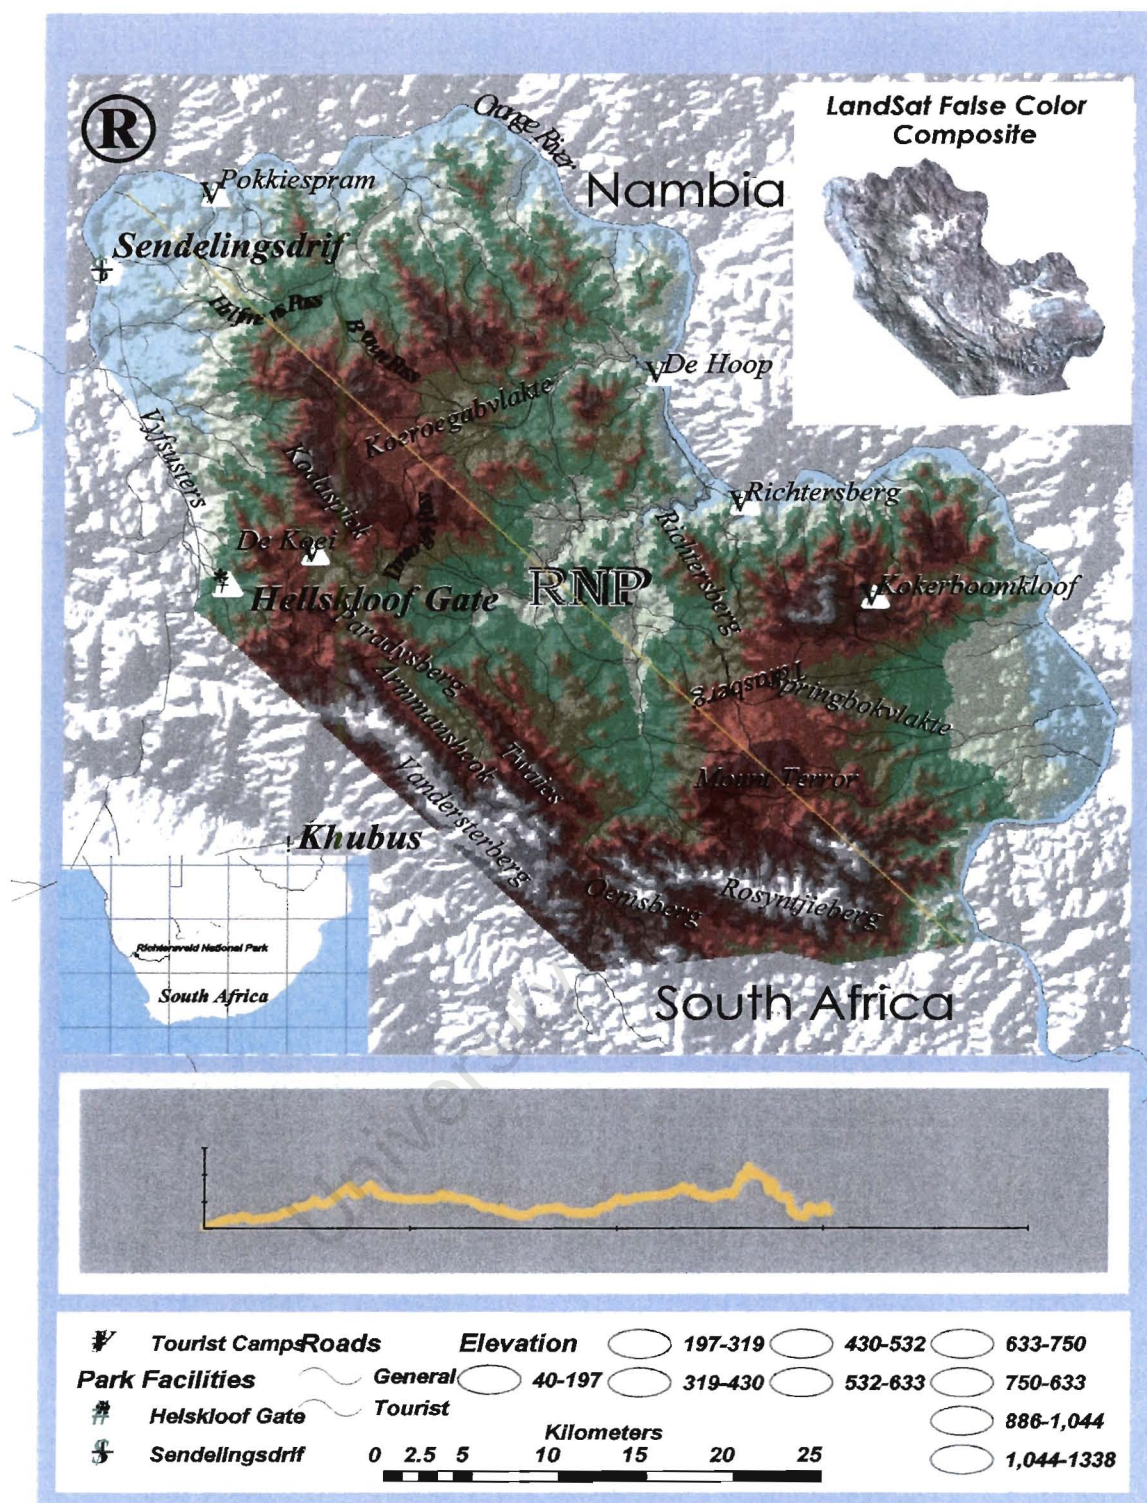 R
LandSat False Color
Composite
Orange River
Nambia
Pokkiespram
Sendelingsdrif
De Hoop
Koeroegabvlakte
Vyfsusters
Koduspiek
Richtersberg
Richtersberg
De Koei
RNP
Kokerboomkloof
Hellskloof Gate
Paradysberg
Springbokvlakte
Armmanshoek
Mount Terror
Vandersterberg
Khubus
Oemsberg
Rosyntjieberg
Richtersveld National Park
South Africa
South Africa
University
Tourist Camps Roads Elevation 197-319 430-532 633-750
Park Facilities General 40-197 319-430 532-633 750-633
Helskloof Gate Tourist 886-1,044
Sendelingsdrif Kilometers 1,044-1338
0 2.5 5 10 15 20 25